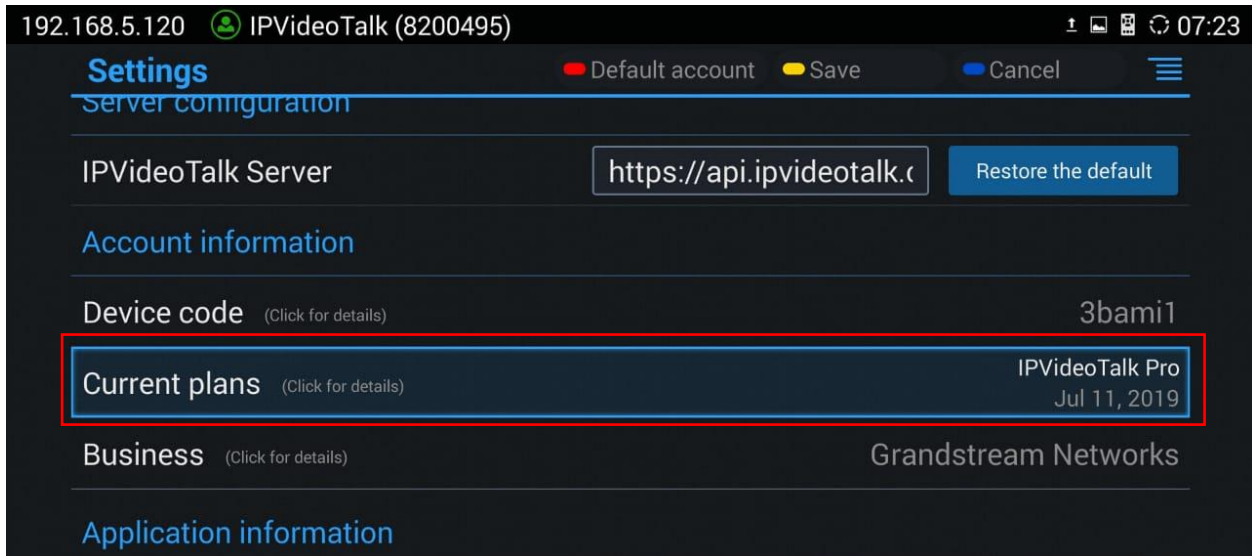 192.168.5.120 IPVideoTalk (8200495) 07:23
Settings Default account Save Cancel
Server configuration
IPVideoTalk Server https://api.ipvideotalk.c Restore the default
Account information
Device code (Click for details) 3bami1
Current plans (Click for details) IPVideoTalk Pro
Jul 11, 2019
Business (Click for details) Grandstream Networks
Application information